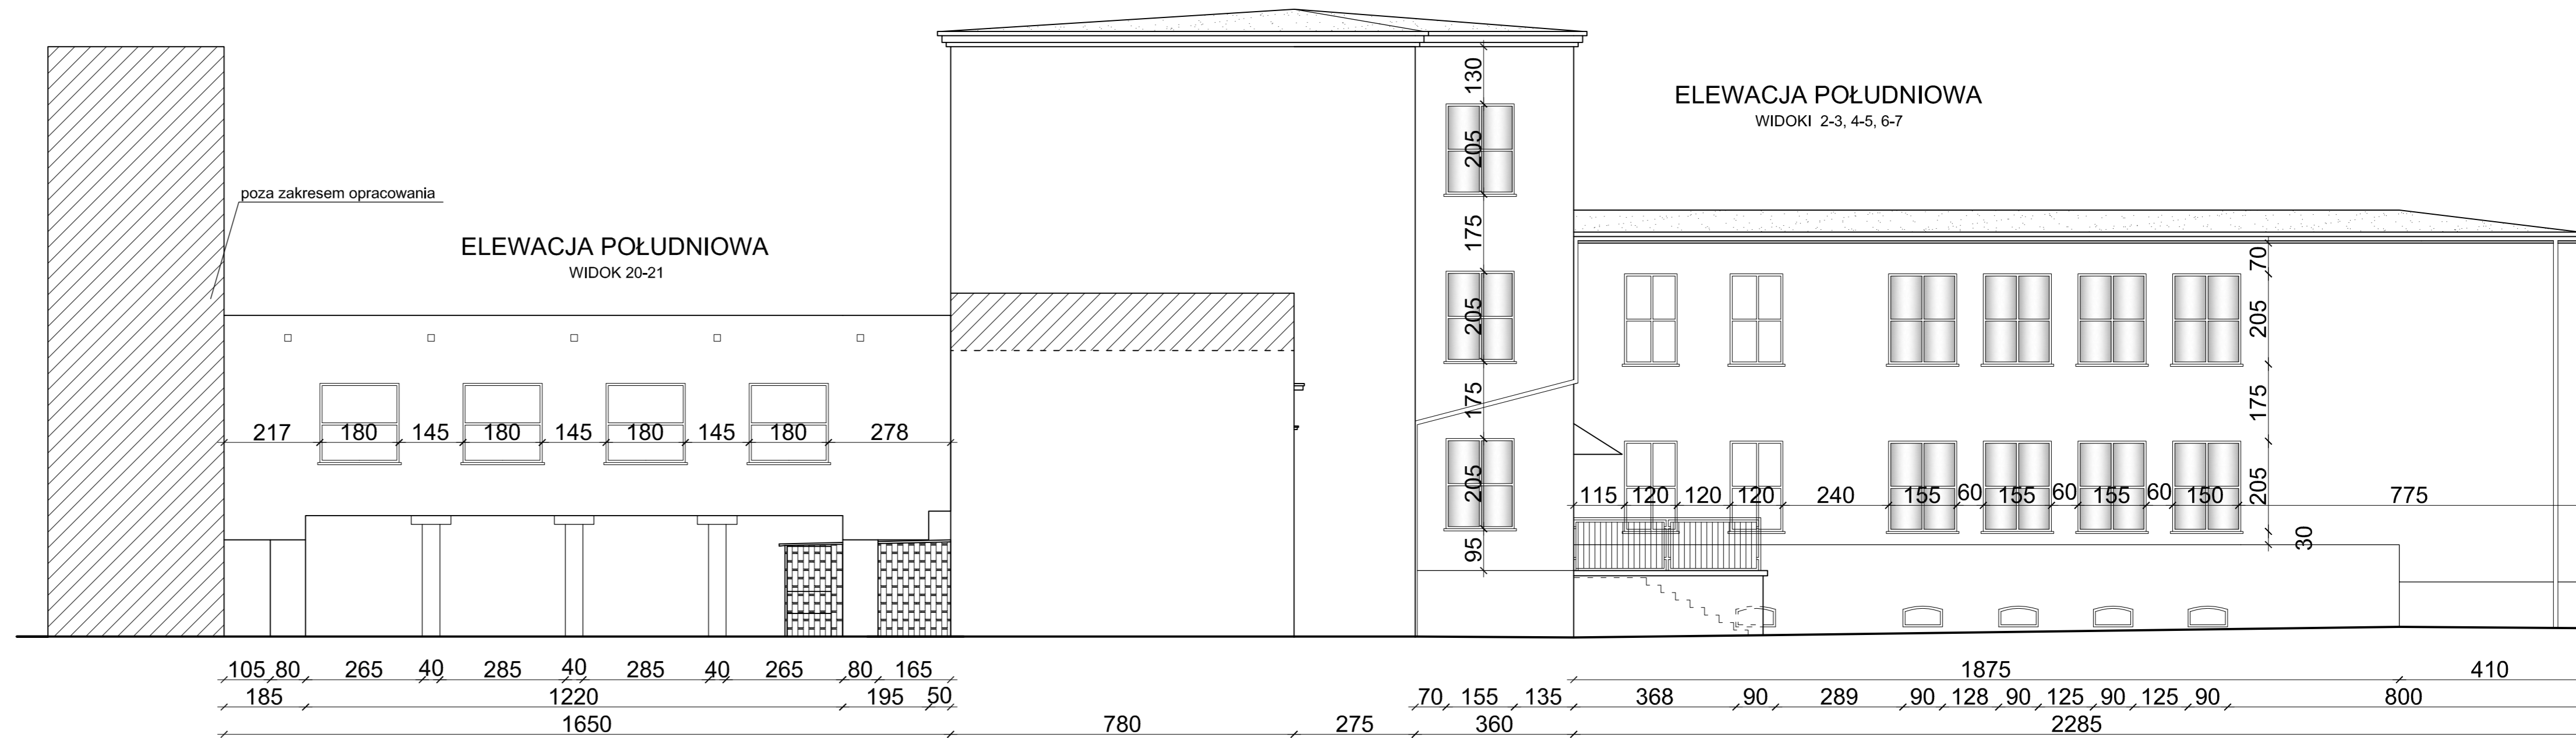 ELEWACJA POŁUDNIOWA
WIDOKI 2-3, 4-5, 6-7
poza zakresem opracowania
ELEWACJA POŁUDNIOWA
WIDOK 20-21
130
205
175
205
175
205
95
70
205
175
205
30
217 180 145 180 145 180 145 180 278
115 120 120 120 240 155 60 155 60 155 60 150 775
105 80 265 40 285 40 285 40 265 80 165 1875 410
185 1220 195 50 70 155 135 368 90 289 90 128 90 125 90 125 90 800
1650 780 275 360 2285